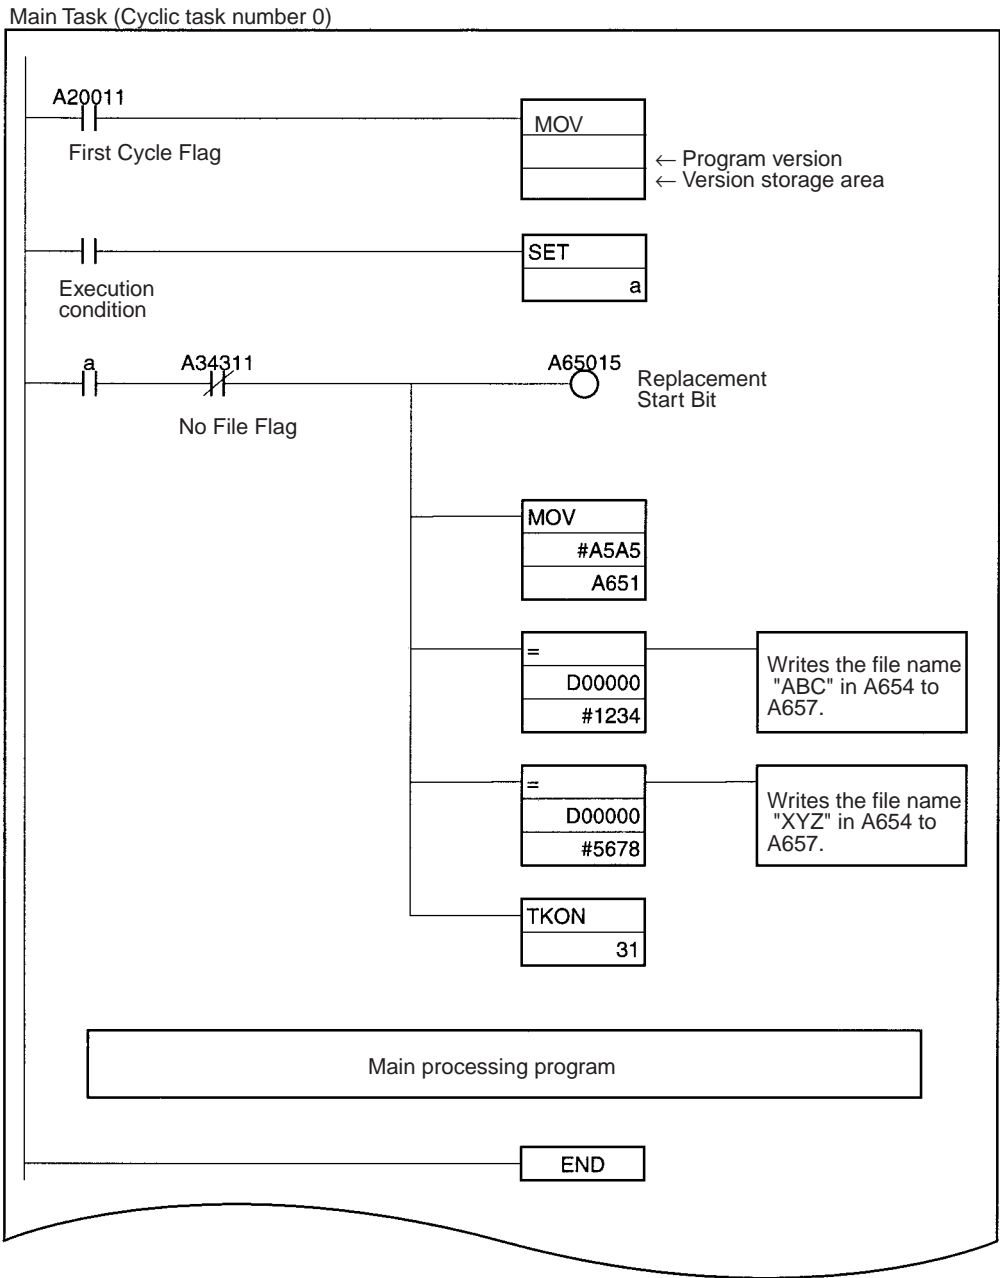 Main Task (Cyclic task number 0)
A20011
MOV
First Cycle Flag
← Program version
← Version storage area
SET
a
Execution
condition
a
A34311
A65015
Replacement
Start Bit
No File Flag
MOV
#A5A5
A651
=
D00000
#1234
Writes the file name
"ABC" in A654 to
A657.
=
D00000
#5678
Writes the file name
"XYZ" in A654 to
A657.
TKON
31
Main processing program
END